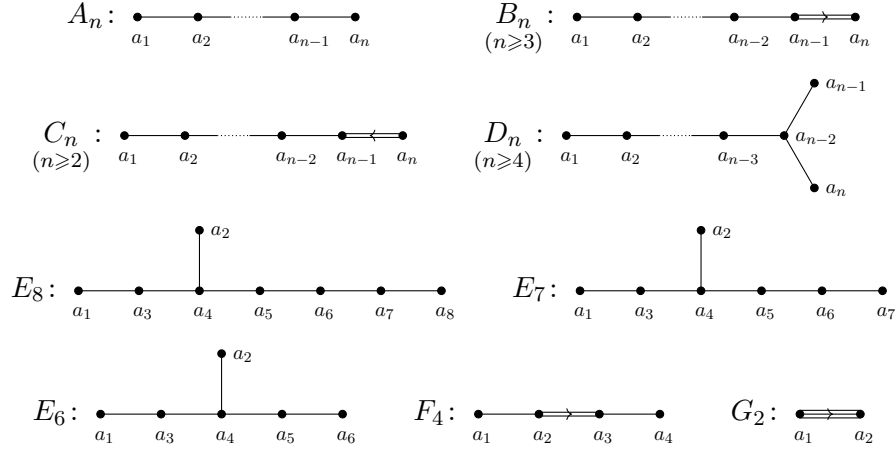 A_n : a_1 a_2 a_{n−1} a_n
B_n : (n⩾3) a_1 a_2 a_{n−2} a_{n−1} a_n
C_n : (n⩾2) a_1 a_2 a_{n−2} a_{n−1} a_n
D_n : (n⩾4) a_1 a_2 a_{n−3} a_{n−2} a_{n−1} a_n
E_8 : a_2
a_1 a_3 a_4 a_5 a_6 a_7 a_8
E_7 : a_2
a_1 a_3 a_4 a_5 a_6 a_7
E_6 : a_2
a_1 a_3 a_4 a_5 a_6
F_4 : a_1 a_2 a_3 a_4
G_2 : a_1 a_2